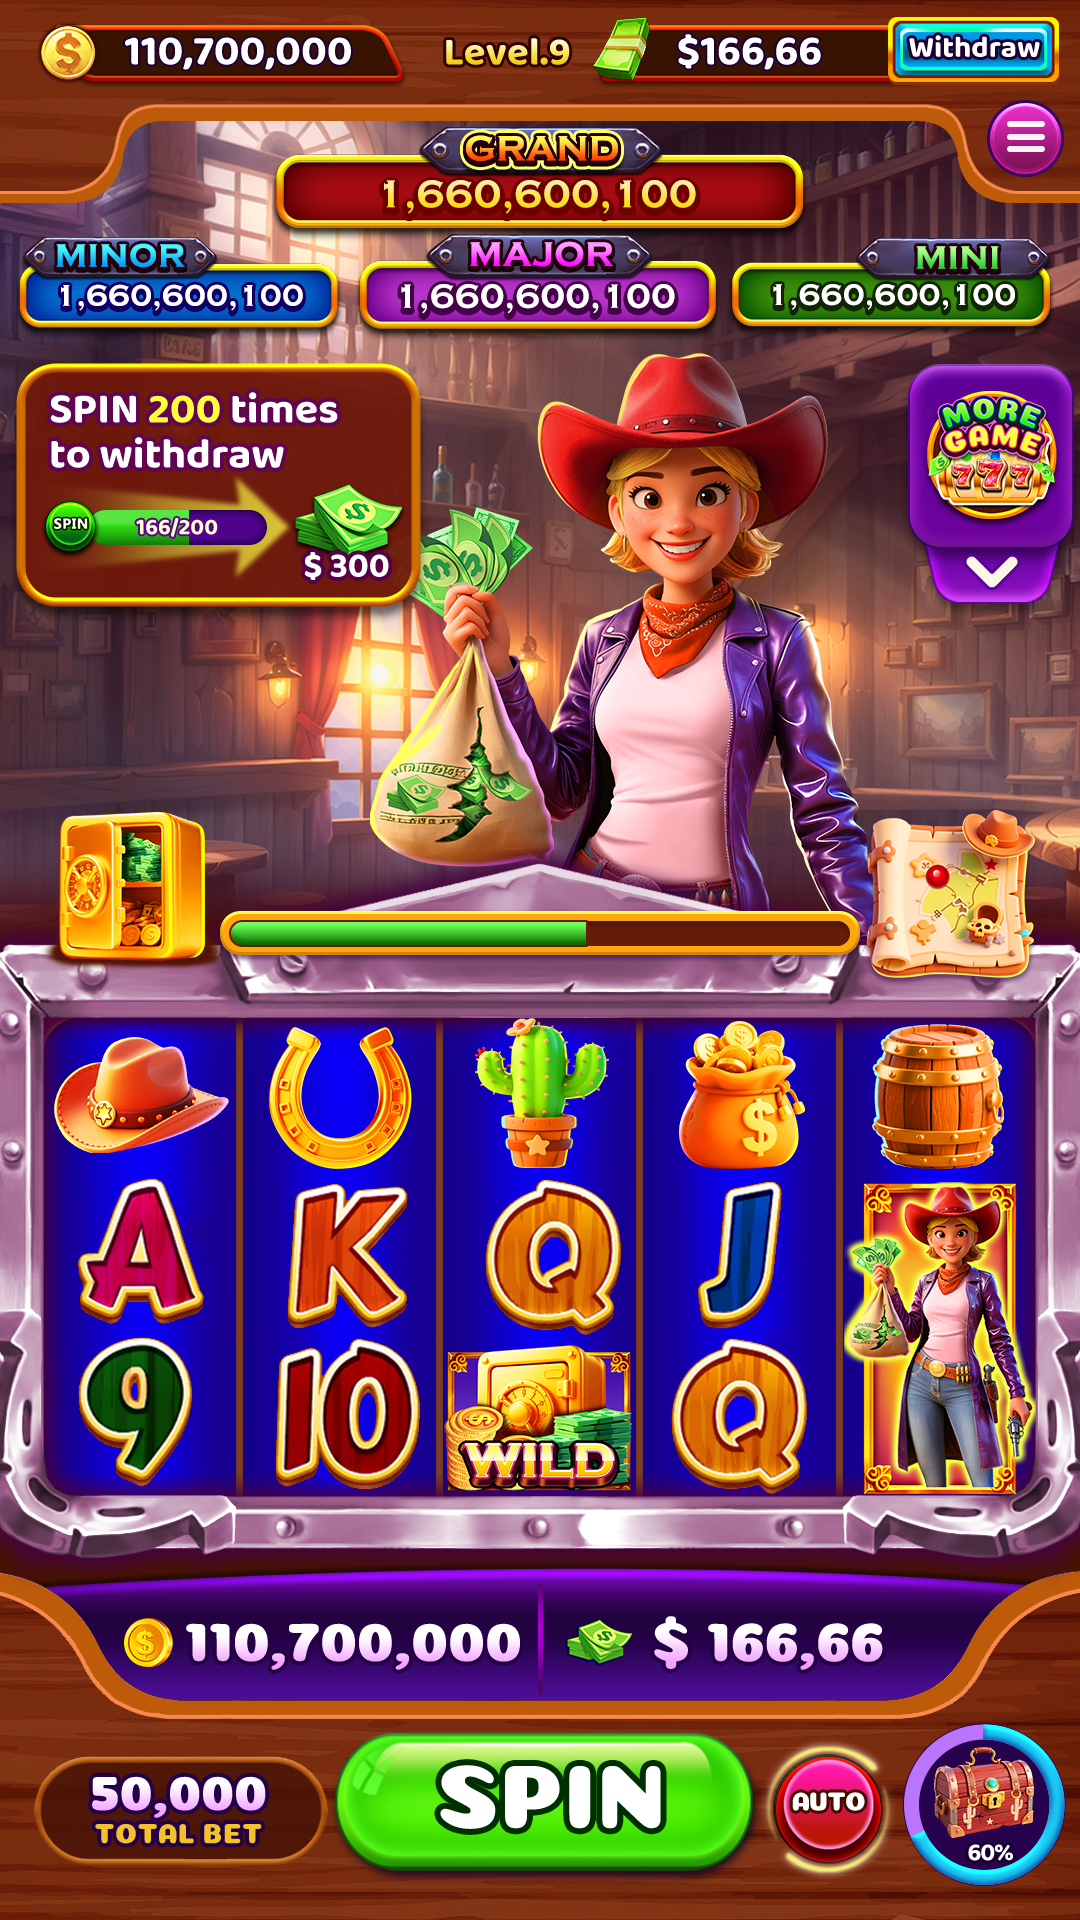 110,700,000
Level.9
$166,66
Withdraw
GRAND
1,660,600,100
MINOR
1,660,600,100
MAJOR
1,660,600,100
MINI
1,660,600,100
SPIN 200 times
to withdraw
SPIN
166/200
$ 300
MORE
GAME
777
WILD
A
K
Q
J
9
10
Q
110,700,000
$ 166,66
50,000
TOTAL BET
SPIN
AUTO
60%